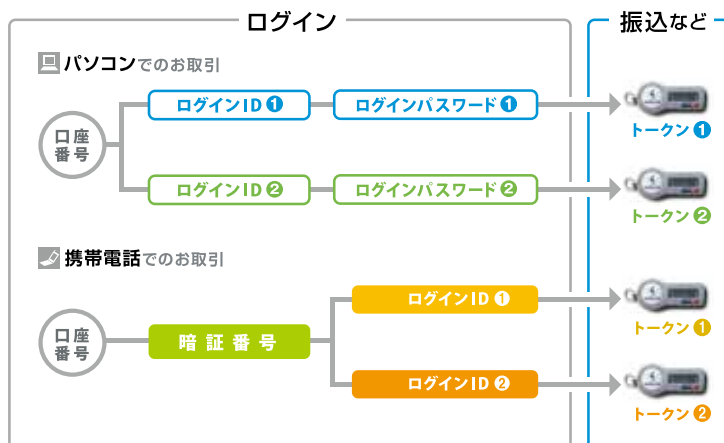 ログイン
振込など
パソコンでのお取引
口座
番号
ログインID❶
ログインパスワード❶
トークン❶
ログインID❷
ログインパスワード❷
トークン❷
携帯電話でのお取引
口座
番号
暗証番号
ログインID❶
トークン❶
ログインID❷
トークン❷